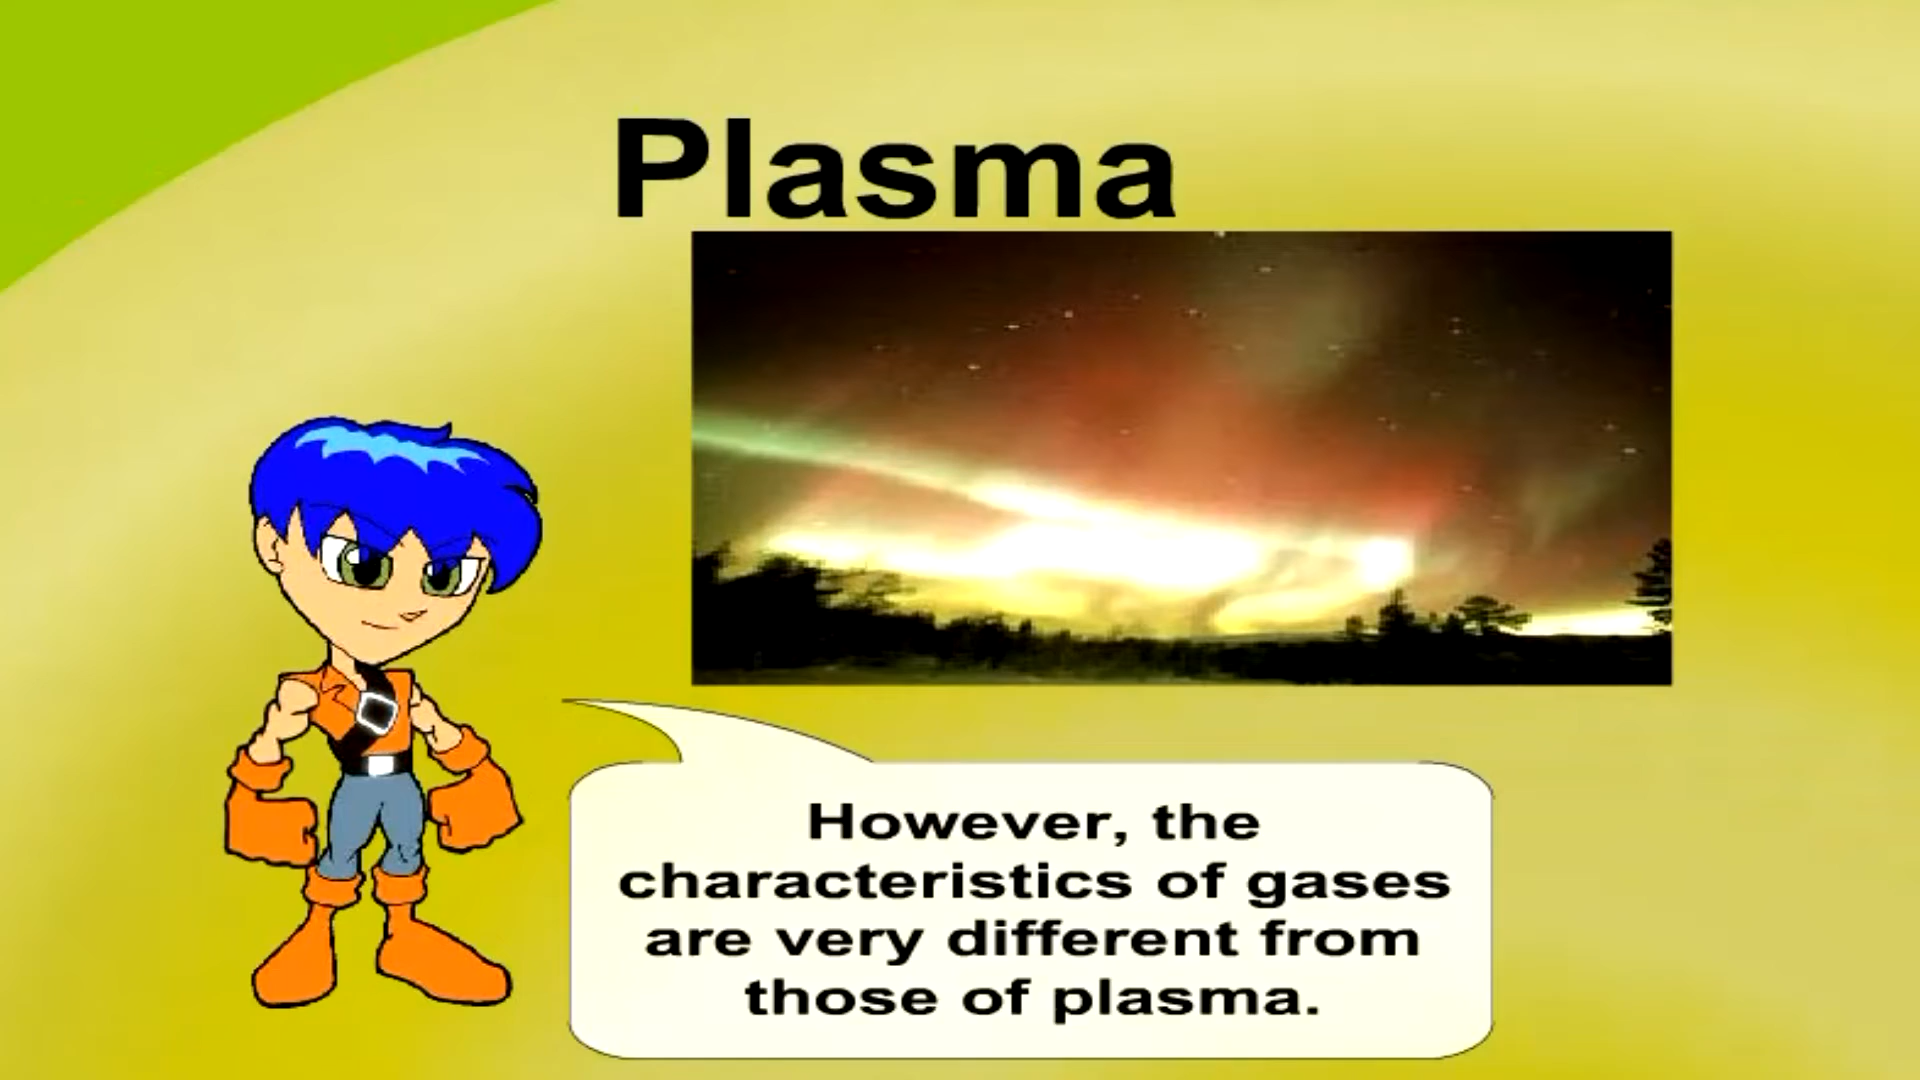 Plasma
However, the
characteristics of gases
are very different from
those of plasma.